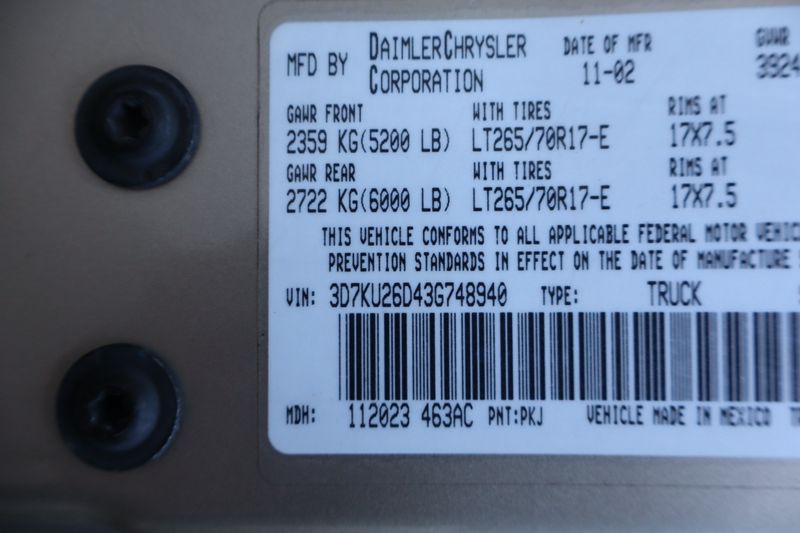 MFD BY DAIMLERCHRYSLER CORPORATION DATE OF MFR 11-02 GVWR
GAWR FRONT WITH TIRES RIMS AT
2359 KG(5200 LB) LT265/70R17-E 17X7.5
GAWR REAR WITH TIRES RIMS AT
2722 KG(6000 LB) LT265/70R17-E 17X7.5
THIS VEHICLE CONFORMS TO ALL APPLICABLE FEDERAL MOTOR
PREVENTION STANDARDS IN EFFECT ON THE DATE OF MANUFACTURE
VIN: 3D7KU26D43G748940 TYPE: TRUCK
MDH: 112023 463AC PNT:PKJ VEHICLE MADE IN MEXICO